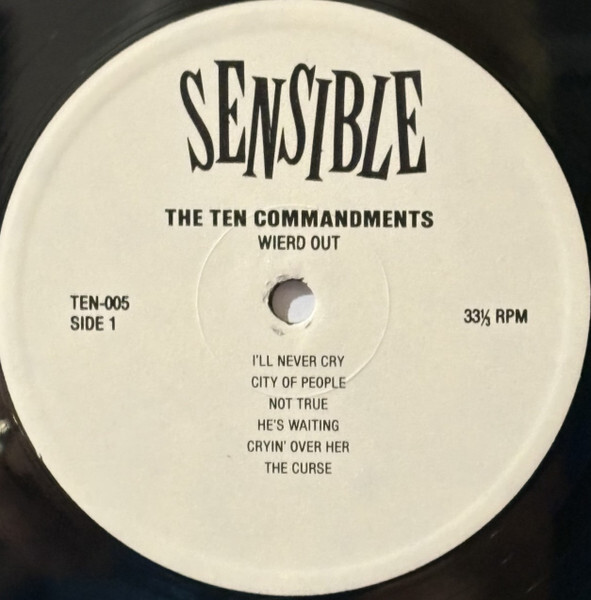 SENSIBLE
THE TEN COMMANDMENTS
WIERD OUT
TEN-005
SIDE 1
33⅓ RPM
I'LL NEVER CRY
CITY OF PEOPLE
NOT TRUE
HE'S WAITING
CRYIN' OVER HER
THE CURSE